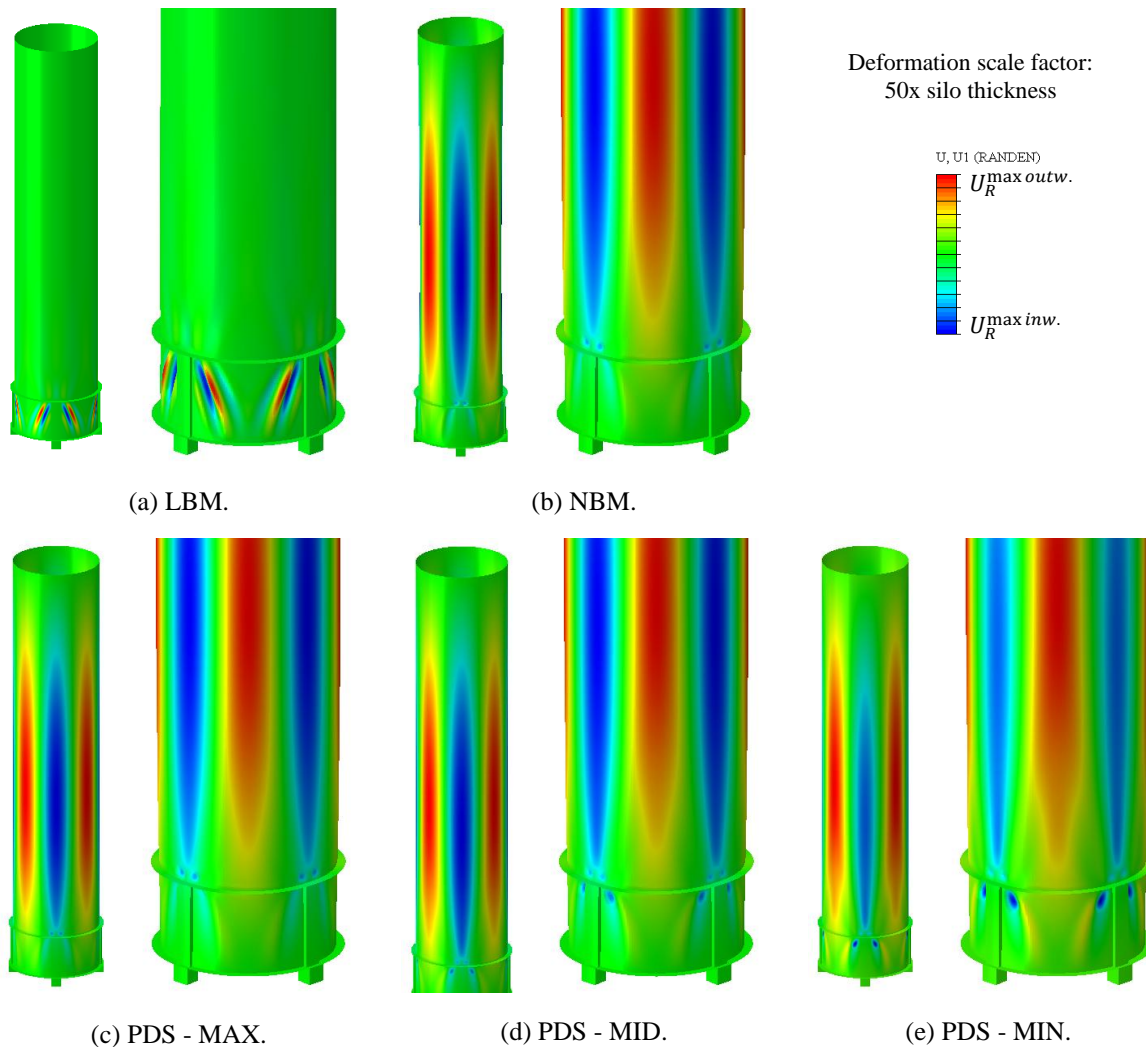 Deformation scale factor:
50x silo thickness
U, U1 (RANDEN)
U_R^max outw.
U_R^max inw.
(a) LBM.
(b) NBM.
(c) PDS - MAX.
(d) PDS - MID.
(e) PDS - MIN.